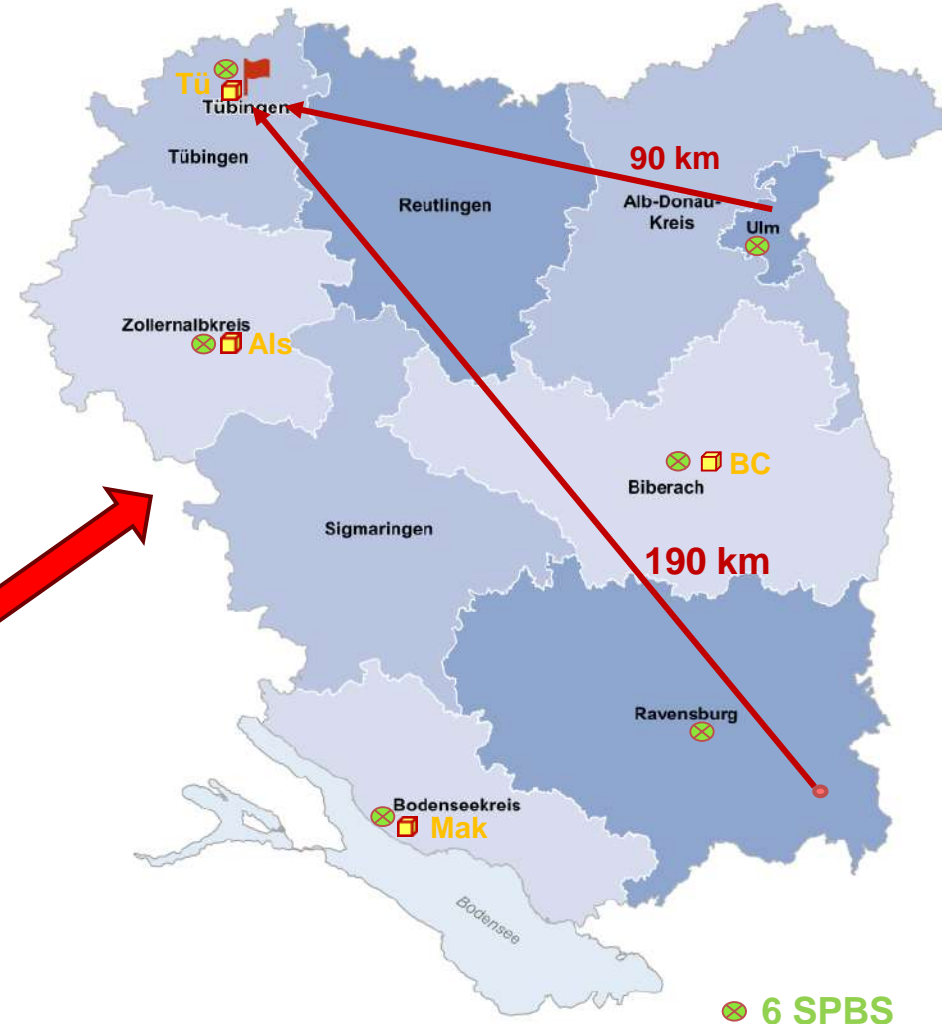 Tü
Tübingen
Tübingen
90 km
Reutlingen
Alb-Donau-
Kreis
Ulm
Zollernalbkreis
Als
BC
Biberach
Sigmaringen
190 km
Ravensburg
Bodenseekreis
Mak
Bodensee
6 SPBS